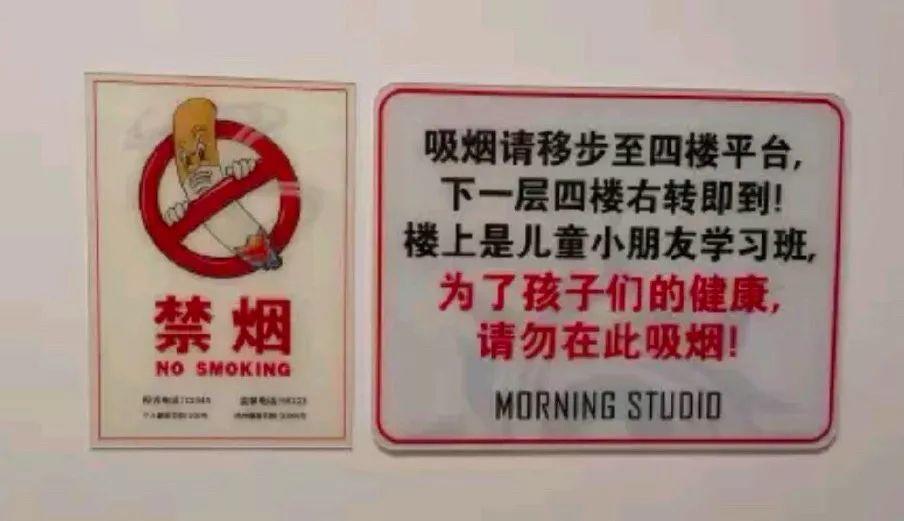 禁烟
NO SMOKING
吸烟请移步至四楼平台,
下一层四楼右转即到!
楼上是儿童小朋友学习班,
为了孩子们的健康,
请勿在此吸烟!
MORNING STUDIO